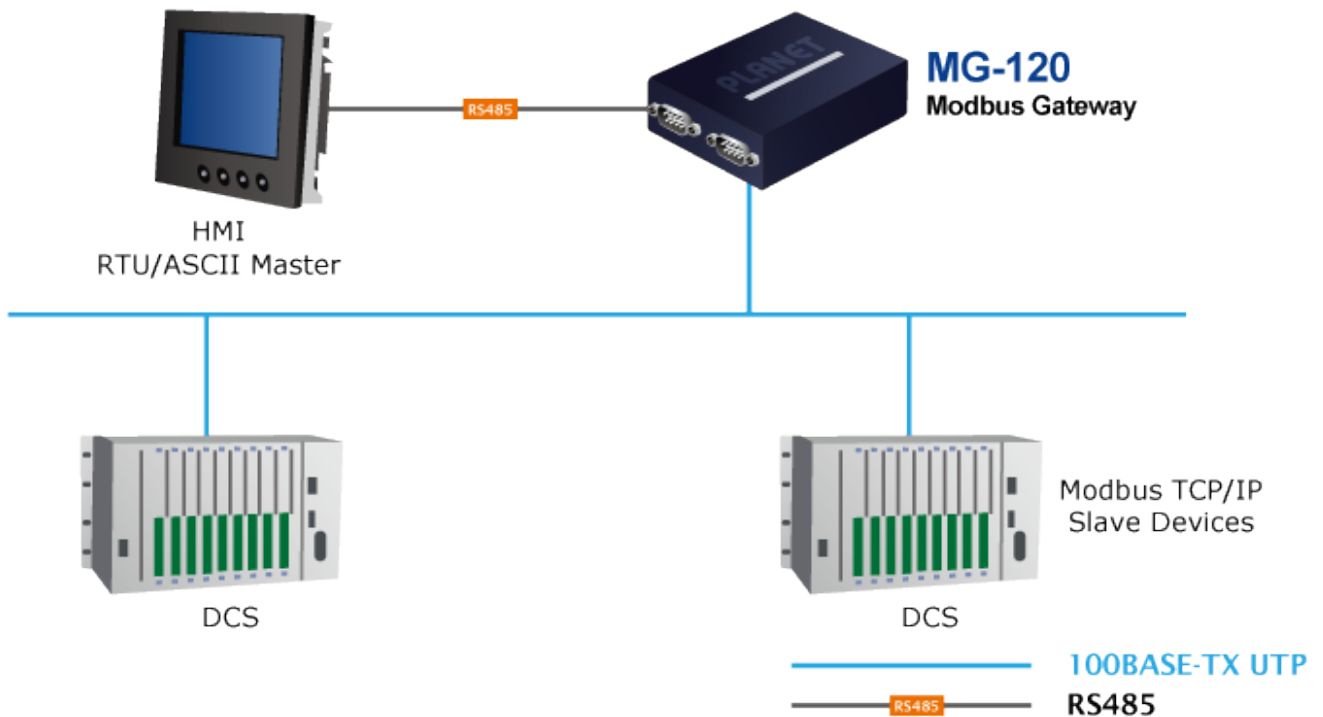 PLANET
MG-120
Modbus Gateway
RS485
HMI
RTU/ASCII Master
Modbus TCP/IP
Slave Devices
DCS
DCS
100BASE-TX UTP
RS485
RS485